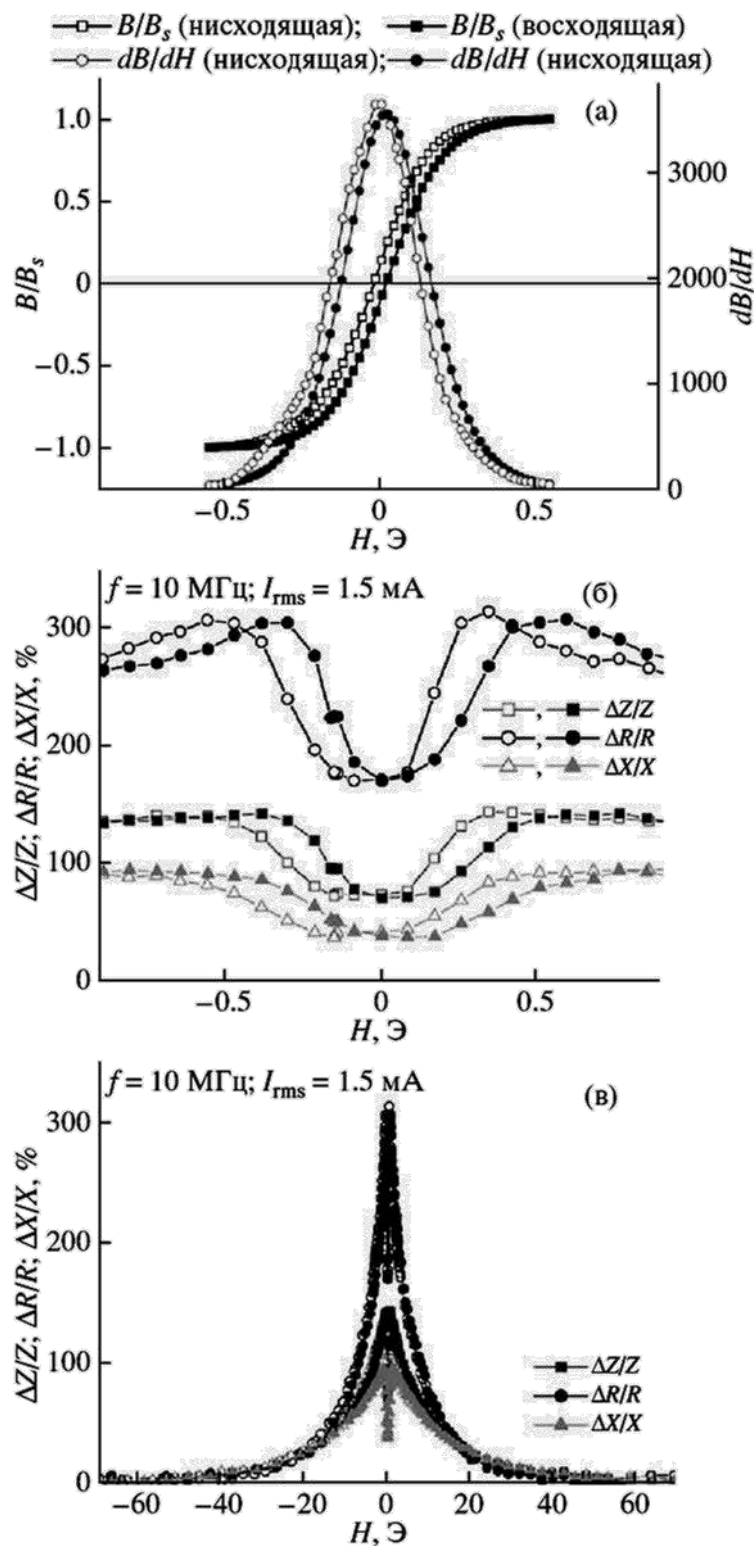 B/Bs (нисходящая); B/Bs (восходящая)
dB/dH (нисходящая); dB/dH (нисходящая)
(а)
1.0
0.5
0
−0.5
−1.0
B/Bs
3000
2000
1000
0
dB/dH
−0.5 0 0.5
H, Э
f = 10 МГц; Irms = 1.5 мА (б)
300
200
100
0
ΔZ/Z; ΔR/R; ΔX/X, %
, ΔZ/Z
, ΔR/R
, ΔX/X
−0.5 0 0.5
H, Э
f = 10 МГц; Irms = 1.5 мА (в)
300
200
100
0
ΔZ/Z; ΔR/R; ΔX/X, %
ΔZ/Z
ΔR/R
ΔX/X
−60 −40 −20 0 20 40 60
H, Э